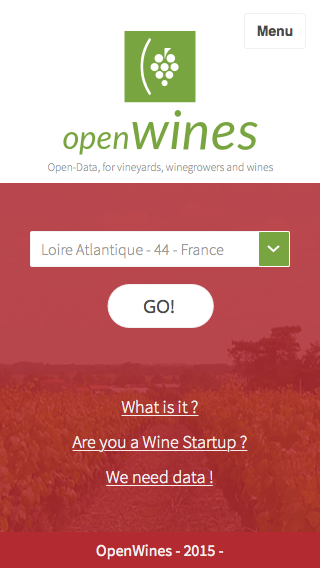 Menu
openwines
Open-Data, for vineyards, winegrowers and wines
Loire Atlantique - 44 - France
GO!
What is it ?
Are you a Wine Startup ?
We need data !
OpenWines - 2015 -